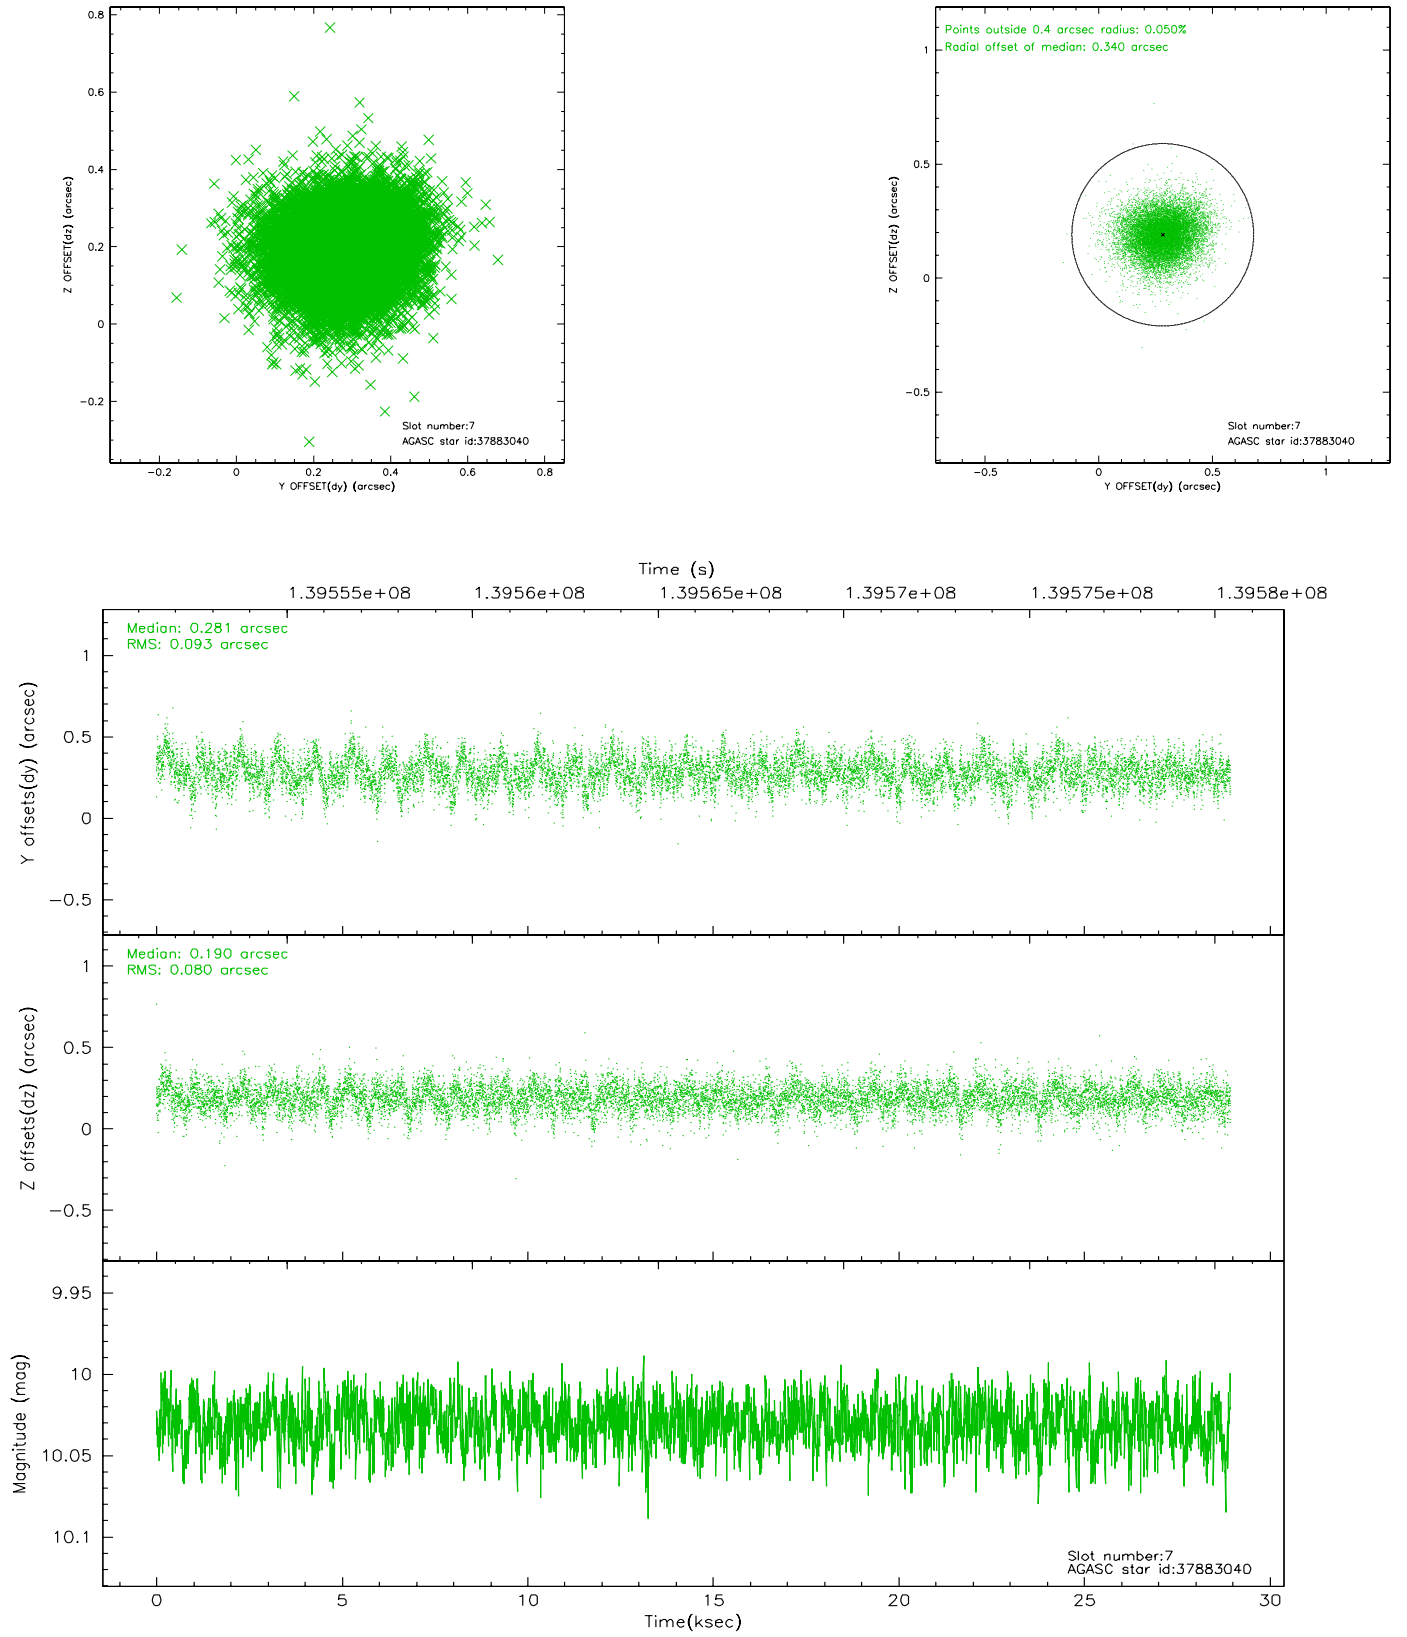 0.8
0.6
0.4
0.2
0
−0.2
Z OFFSET(dz) (arcsec)
−0.2 0 0.2 0.4 0.6 0.8
Y OFFSET(dy) (arcsec)
Slot number:7
AGASC star id:37883040
Points outside 0.4 arcsec radius: 0.050%
Radial offset of median: 0.340 arcsec
1
0.5
0
−0.5
Z OFFSET(dz) (arcsec)
−0.5 0 0.5 1
Y OFFSET(dy) (arcsec)
Slot number:7
AGASC star id:37883040
Time (s)
1.39555e+08 1.3956e+08 1.39565e+08 1.3957e+08 1.39575e+08 1.3958e+08
Median: 0.281 arcsec
RMS: 0.093 arcsec
1
0.5
0
−0.5
Y offsets(dy) (arcsec)
Median: 0.190 arcsec
RMS: 0.080 arcsec
1
0.5
0
−0.5
Z offsets(dz) (arcsec)
9.95
10
10.05
10.1
Magnitude (mag)
Slot number:7
AGASC star id:37883040
0 5 10 15 20 25 30
Time(ksec)